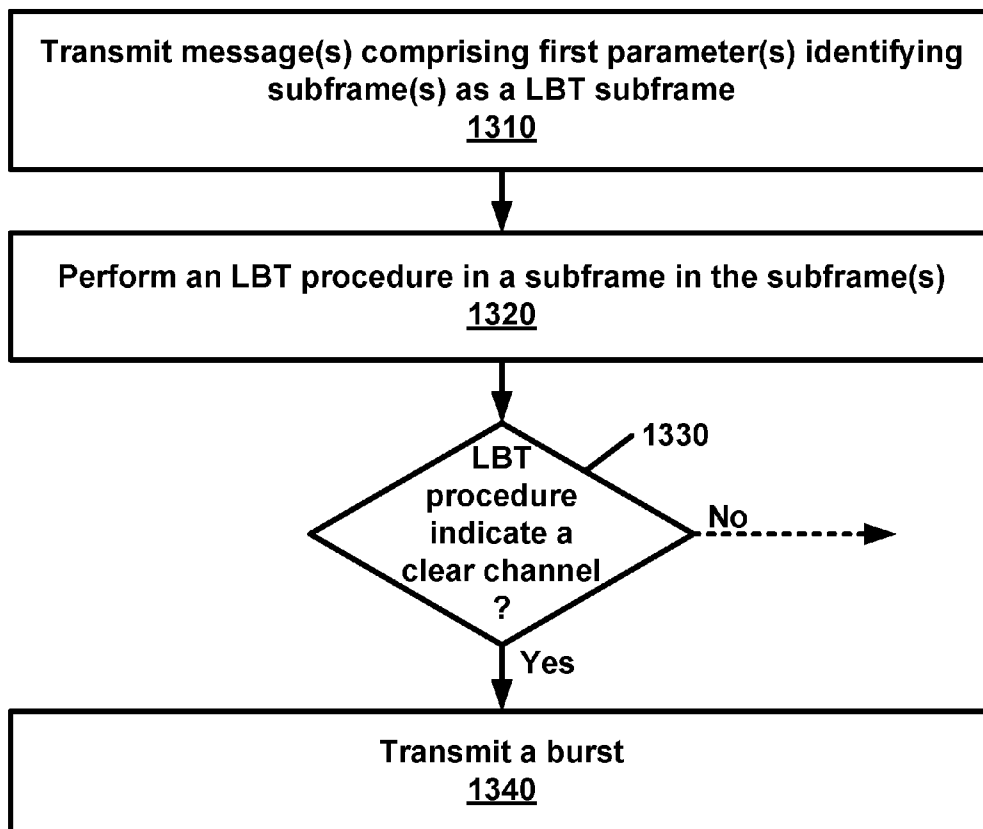 Transmit message(s) comprising first parameter(s) identifying
subframe(s) as a LBT subframe
1310
Perform an LBT procedure in a subframe in the subframe(s)
1320
1330
LBT
procedure
indicate a
clear channel
?
No
Yes
Transmit a burst
1340